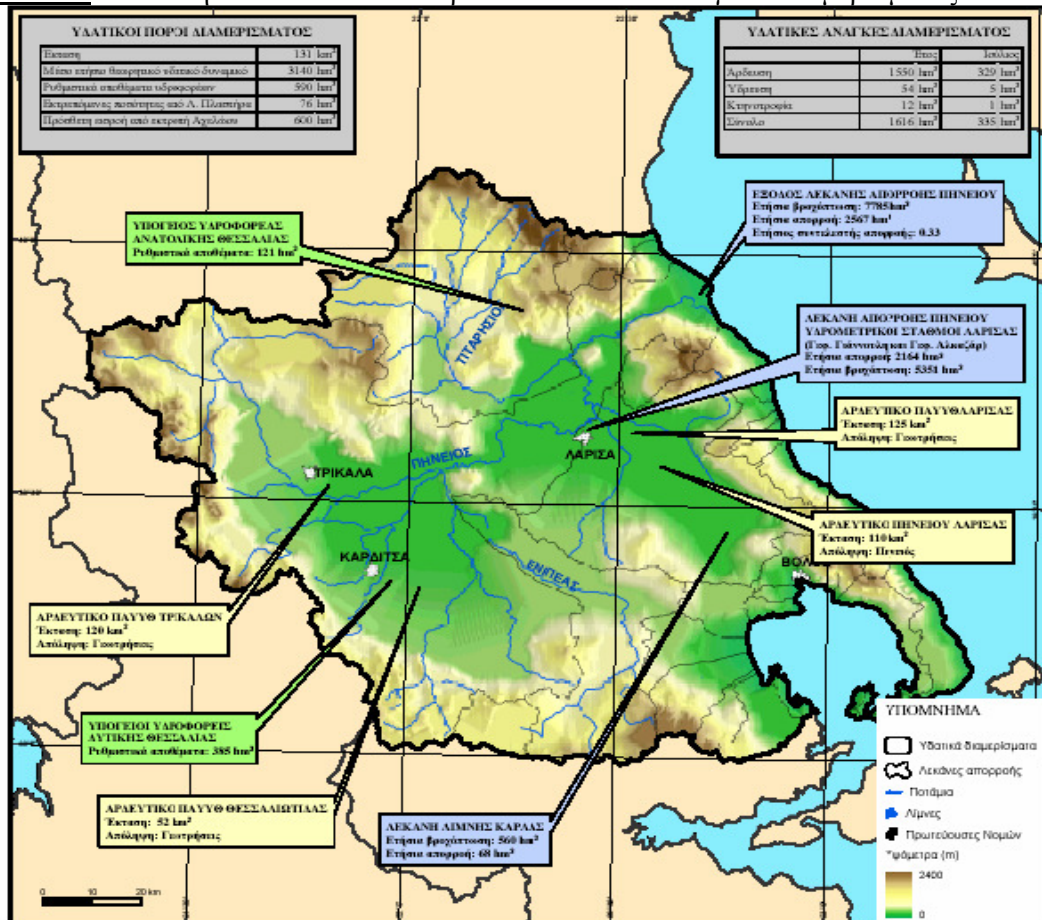 ΥΔΑΤΙΚΟΙ ΠΟΡΟΙ ΔΙΑΜΕΡΙΣΜΑΤΟΣ
Έκταση 131 km²
Μέσο ετήσιο θεωρητικό υδατικό δυναμικό 3140 hm³
Ρυθμιστικά αποθέματα υδροφορέων 590 hm³
Εκτρεπόμενες ποσότητες από Λ. Πλαστήρα 76 hm³
Πρόσθετη εισροή από εκτροπή Αχελώου 600 hm³
ΥΔΑΤΙΚΕΣ ΑΝΑΓΚΕΣ ΔΙΑΜΕΡΙΣΜΑΤΟΣ
Έτος Ιούλιος
Άρδευση 1550 hm³ 329 hm³
Ύδρευση 54 hm³ 5 hm³
Κτηνοτροφία 12 hm³ 1 hm³
Σύνολο 1616 hm³ 335 hm³
ΕΞΟΔΟΣ ΛΕΚΑΝΗΣ ΑΠΟΡΡΟΗΣ ΠΗΝΕΙΟΥ
Ετήσια βροχόπτωση: 7785 hm³
Ετήσια απορροή: 2567 hm³
Ετήσιος συντελεστής απορροής: 0.33
ΥΠΟΓΕΙΟΣ ΥΔΡΟΦΟΡΕΑΣ
ΑΝΑΤΟΛΙΚΗΣ ΘΕΣΣΑΛΙΑΣ
Ρυθμιστικά αποθέματα: 121 hm³
ΛΕΚΑΝΗ ΑΠΟΡΡΟΗΣ ΠΗΝΕΙΟΥ
ΥΔΡΟΜΕΤΡΙΚΟΙ ΣΤΑΘΜΟΙ ΛΑΡΙΣΑΣ
(Γεφ. Γιάννουλη και Γεφ. Αλκαζάρ)
Ετήσια απορροή: 2164 hm³
Ετήσια βροχόπτωση: 5351 hm³
ΤΙΤΑΡΗΣΙΟ
ΑΡΔΕΥΤΙΚΟ ΠΑΥΥΘ ΛΑΡΙΣΑΣ
Έκταση: 125 km²
Απόληψη: Γεωτρήσεις
ΛΑΡΙΣΑ
ΠΗΝΕΙΟΣ
ΤΡΙΚΑΛΑ
ΑΡΔΕΥΤΙΚΟ ΠΗΝΕΙΟΥ ΛΑΡΙΣΑΣ
Έκταση: 110 km²
Απόληψη: Πηνειός
ΚΑΡΔΙΤΣΑ
ΕΝΙΠΕΑΣ
ΒΟΛ
ΑΡΔΕΥΤΙΚΟ ΠΑΥΥΘ ΤΡΙΚΑΛΩΝ
Έκταση: 120 km²
Απόληψη: Γεωτρήσεις
ΥΠΟΓΕΙΟΙ ΥΔΡΟΦΟΡΕΙΣ
ΔΥΤΙΚΗΣ ΘΕΣΣΑΛΙΑΣ
Ρυθμιστικά αποθέματα: 385 hm³
ΑΡΔΕΥΤΙΚΟ ΠΑΥΥΘ ΘΕΣΣΑΛΙΩΤΙΔΑΣ
Έκταση: 52 km²
Απόληψη: Γεωτρήσεις
ΛΕΚΑΝΗ ΛΙΜΝΗΣ ΚΑΡΛΑΣ
Ετήσια βροχόπτωση: 560 hm³
Ετήσια απορροή: 68 hm³
ΥΠΟΜΝΗΜΑ
Υδατικά διαμερίσματα
Λεκάνες απορροής
Ποτάμια
Λίμνες
Πρωτεύουσες Νομών
Υψόμετρα (m)
2400
0
0 10 20 km